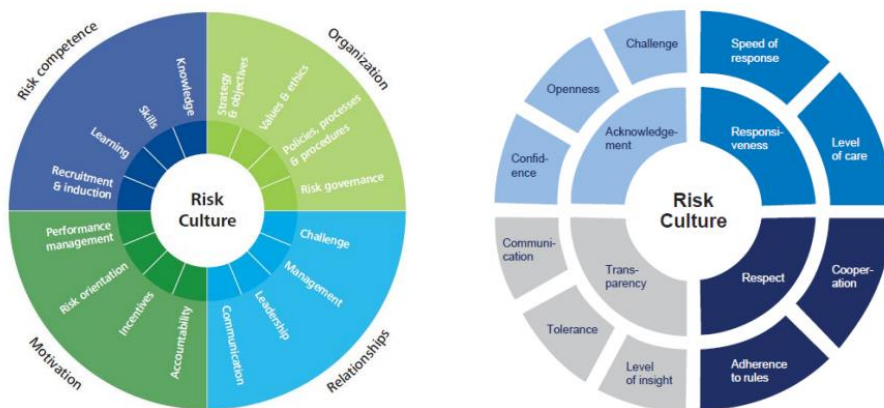 Risk competence
Knowledge
Skills
Learning
Recruitment
& induction
Organization
Strategy
& objectives
Values & ethics
Policies, processes
& procedures
Risk governance
Risk
Culture
Performance
management
Risk orientation
Incentives
Accountability
Motivation
Challenge
Management
Leadership
Communication
Relationships
Challenge
Openness
Confid-
ence
Acknowledge-
ment
Speed of
response
Level
of care
Responsi-
veness
Risk
Culture
Communi-
cation
Tolerance
Level
of insight
Trans-
parency
Respect
Cooper-
ation
Adherence
to rules